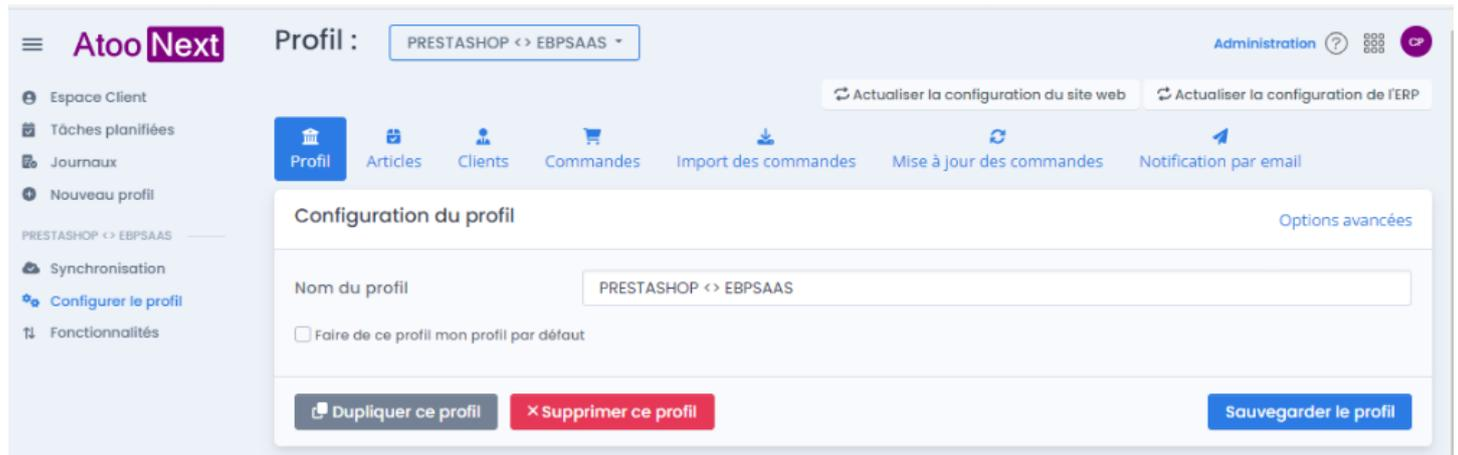 Atoo Next
Profil : PRESTASHOP <> EBPSAAS
Administration ? CP
Actualiser la configuration du site web Actualiser la configuration de l'ERP
Espace Client
Tâches planifiées
Journaux
Nouveau profil
PRESTASHOP <> EBPSAAS
Synchronisation
Configurer le profil
Fonctionnalités
Profil Articles Clients Commandes Import des commandes Mise à jour des commandes Notification par email
Configuration du profil Options avancées
Nom du profil PRESTASHOP <> EBPSAAS
Faire de ce profil mon profil par défaut
Dupliquer ce profil × Supprimer ce profil Sauvegarder le profil